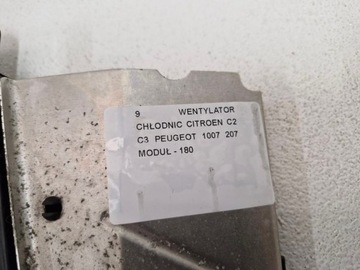 9 WENTYLATOR
CHŁODNIC CITROEN C2
C3 PEUGEOT 1007 207
MODUŁ - 180